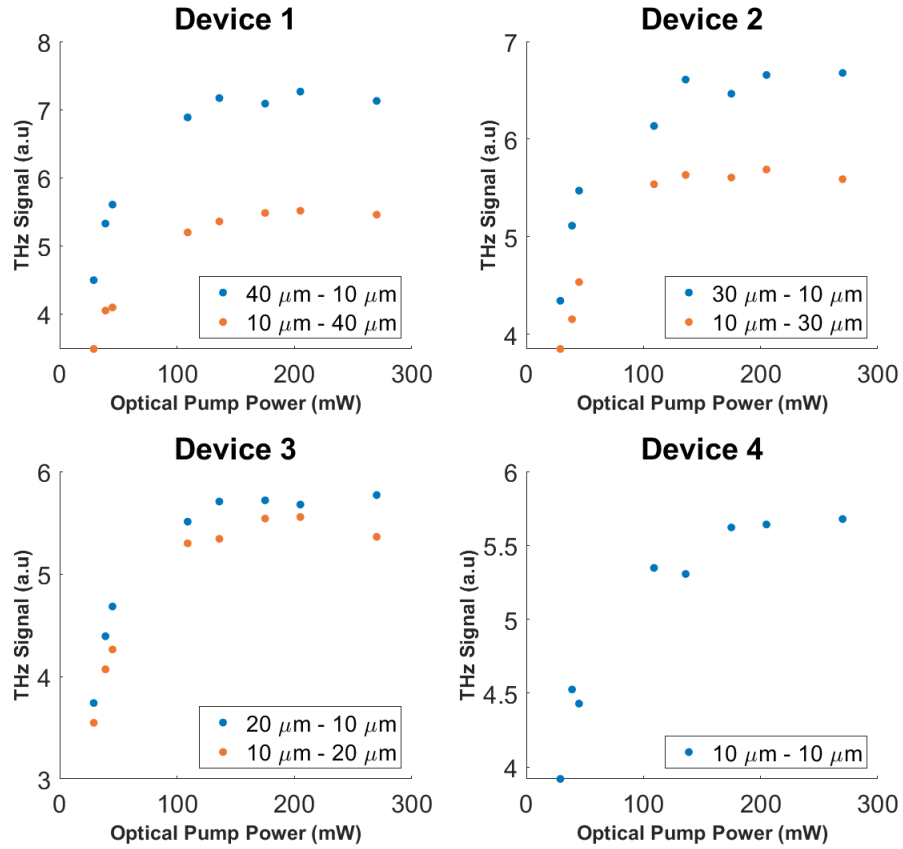 Device 1
8
7
6
5
4
THz Signal (a.u)
0 100 200 300
Optical Pump Power (mW)
40 μm - 10 μm
10 μm - 40 μm
Device 2
7
6
5
4
THz Signal (a.u)
0 100 200 300
Optical Pump Power (mW)
30 μm - 10 μm
10 μm - 30 μm
Device 3
6
5
4
3
THz Signal (a.u)
0 100 200 300
Optical Pump Power (mW)
20 μm - 10 μm
10 μm - 20 μm
Device 4
6
5.5
5
4.5
4
THz Signal (a.u)
0 100 200 300
Optical Pump Power (mW)
10 μm - 10 μm